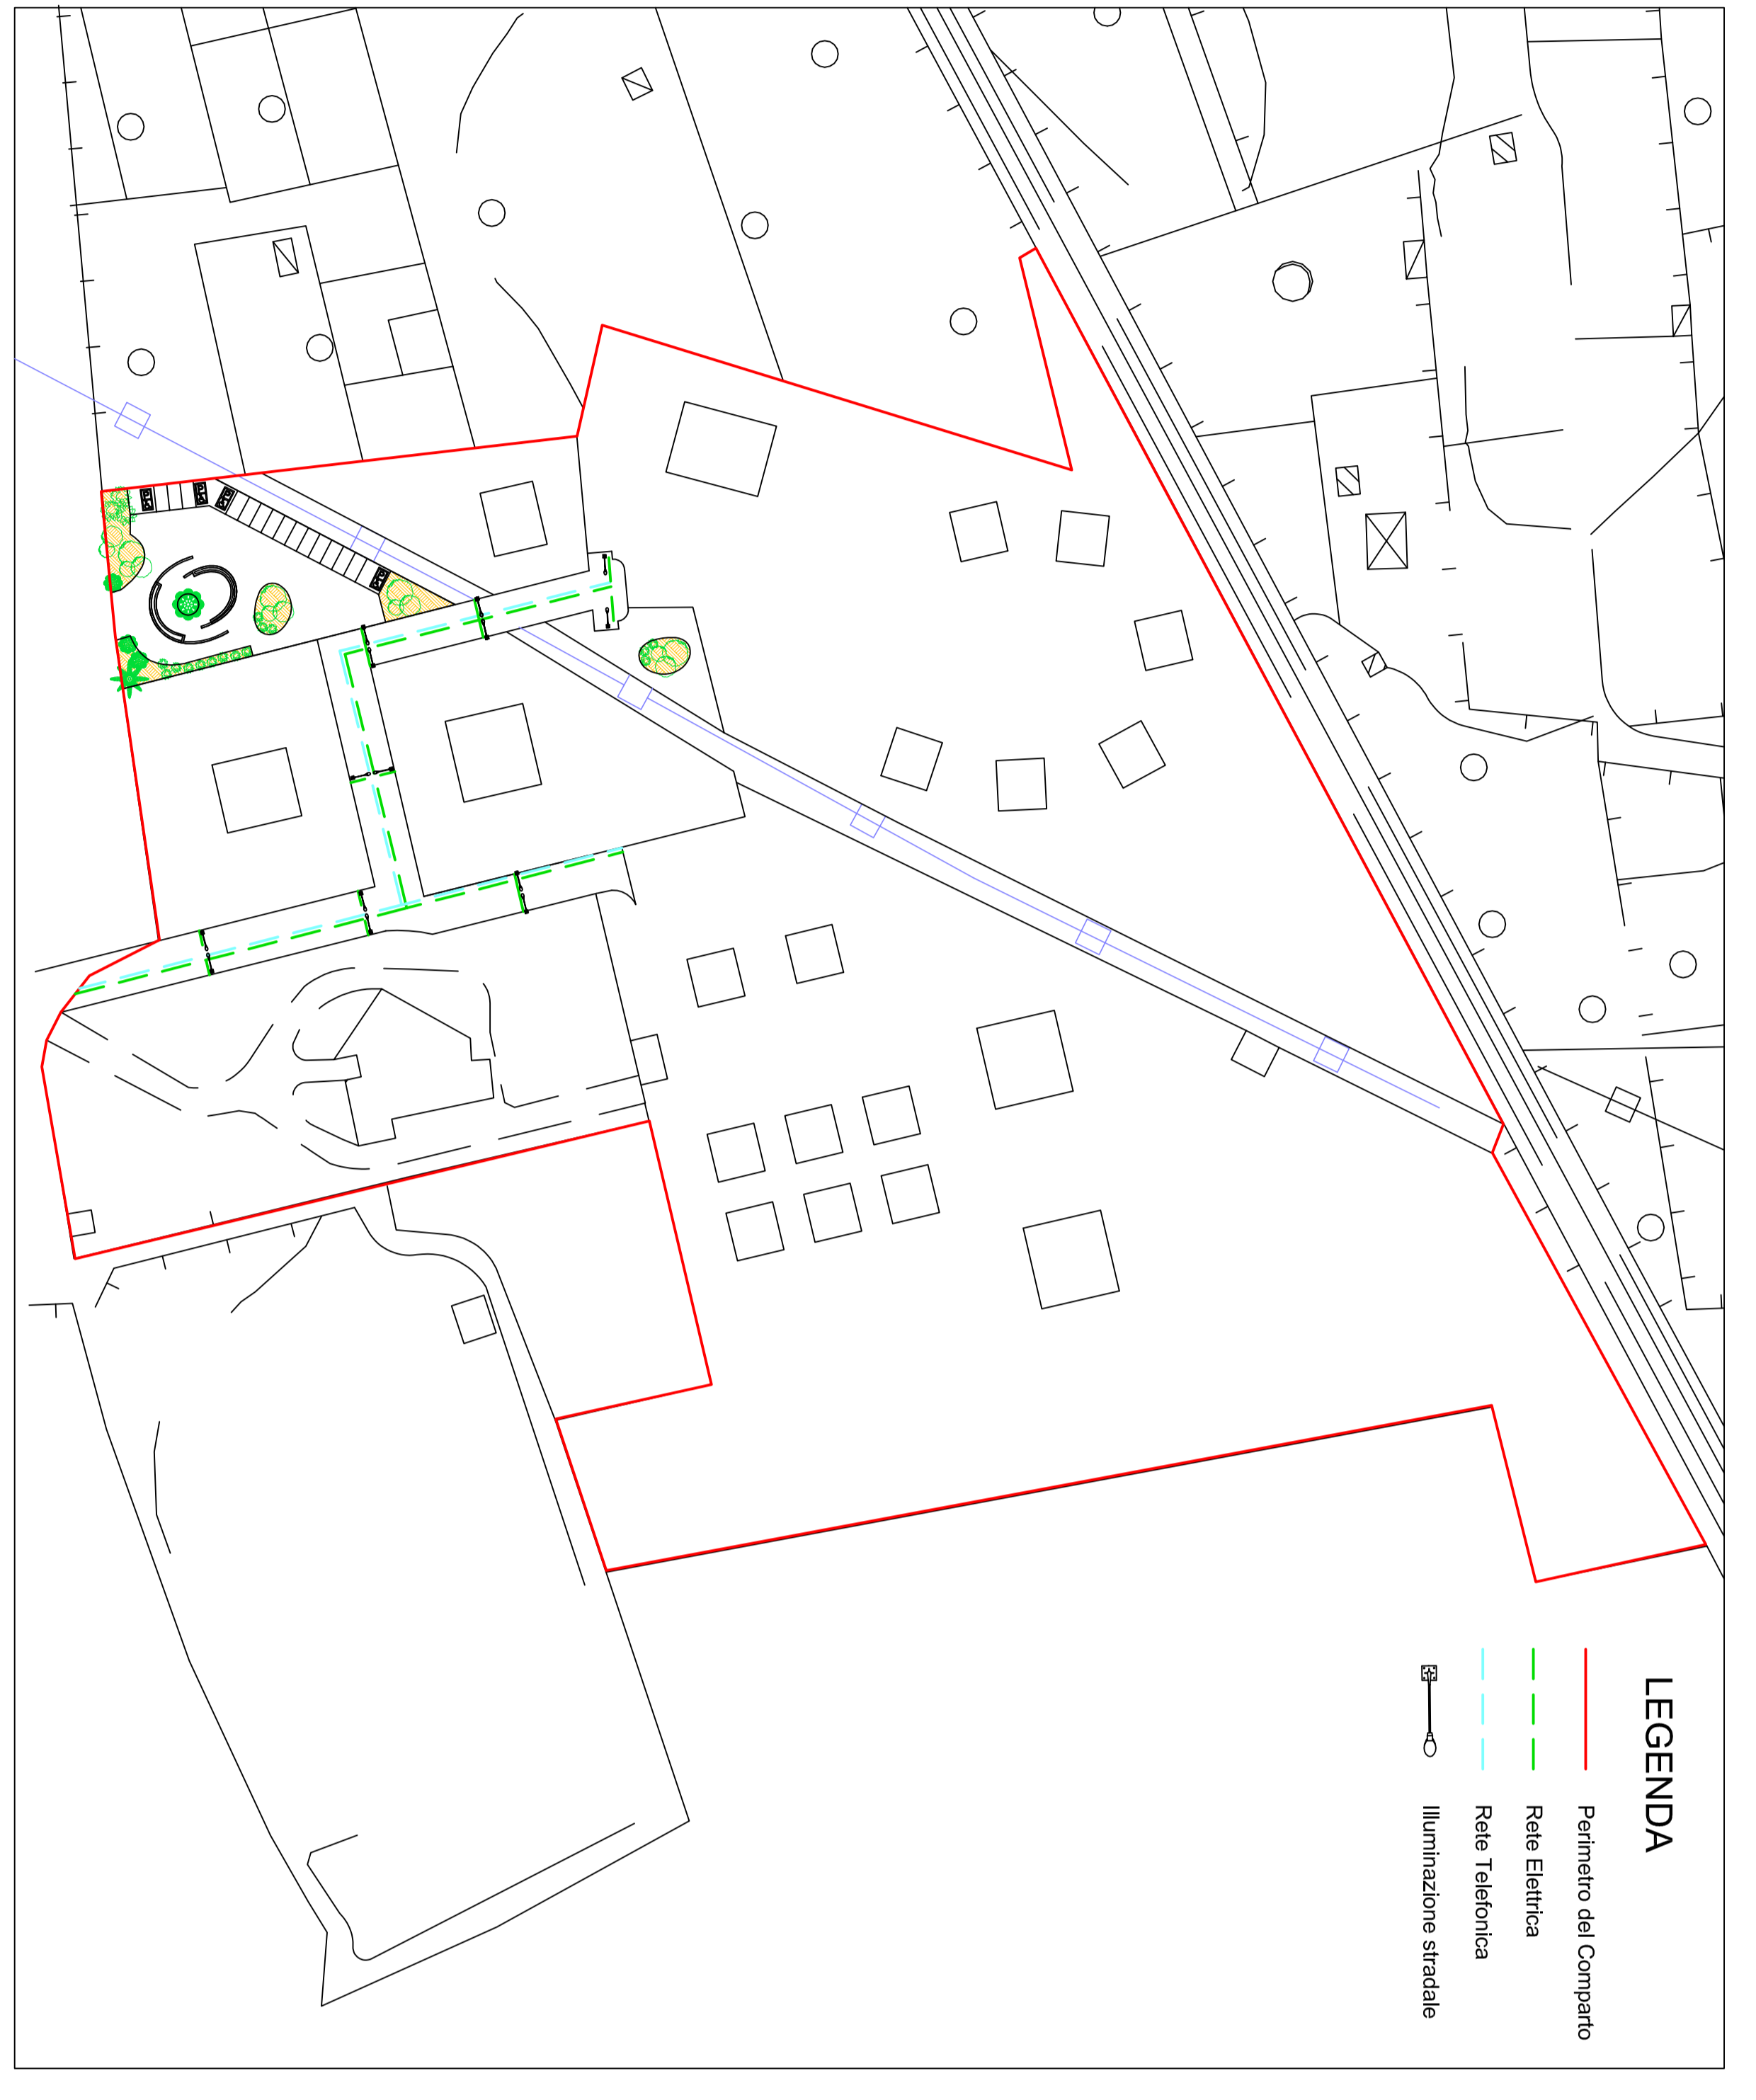 LEGENDA
Perimetro del Comparto
Rete Elettrica
Rete Telefonica
Illuminazione stradale